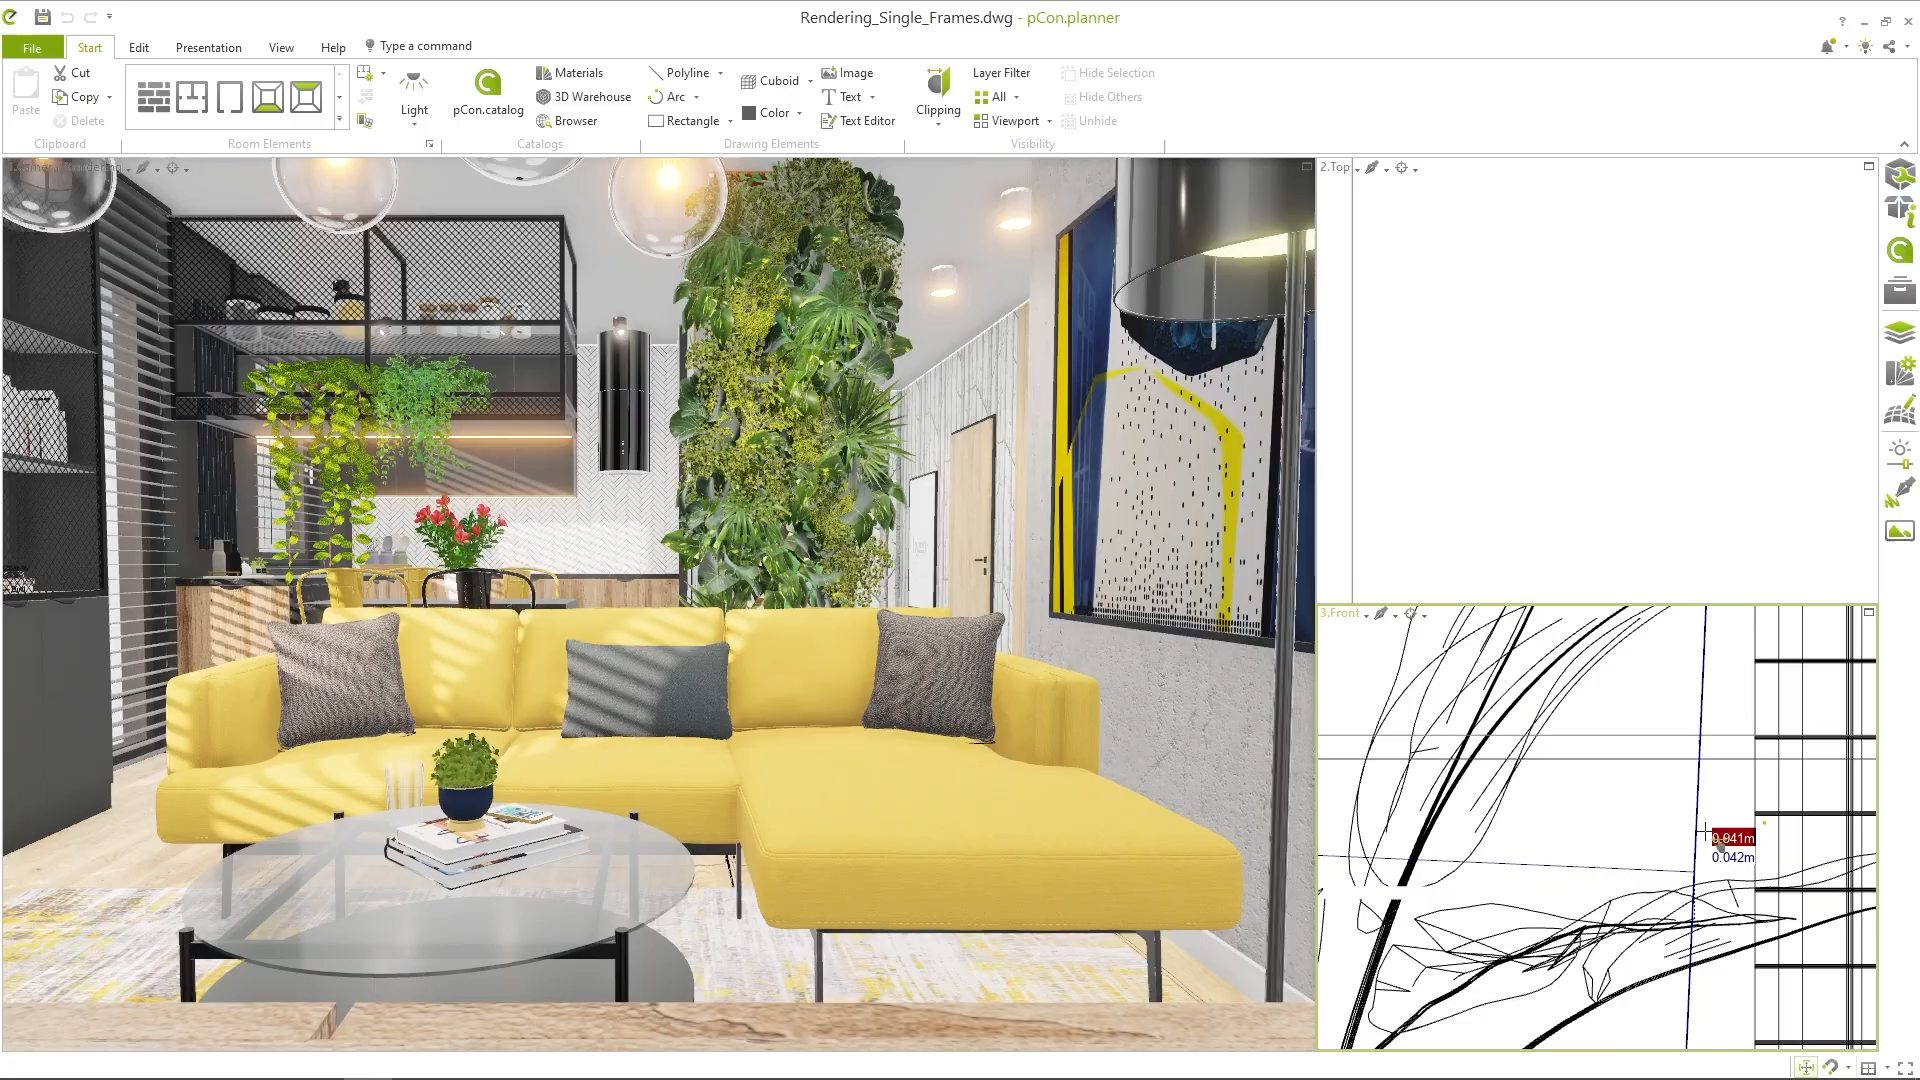 Rendering_Single_Frames.dwg - pCon.planner
File
Start
Edit
Presentation
View
Help
Type a command
Paste
Cut
Copy
Delete
Clipboard
Room Elements
Light
pCon.catalog
Materials
3D Warehouse
Browser
Catalogs
Polyline
Arc
Rectangle
Cuboid
Color
Image
Text
Text Editor
Drawing Elements
Clipping
Layer Filter
All
Viewport
Hide Selection
Hide Others
Unhide
Visibility
2.Top
3.Front
0.041m
0.042m